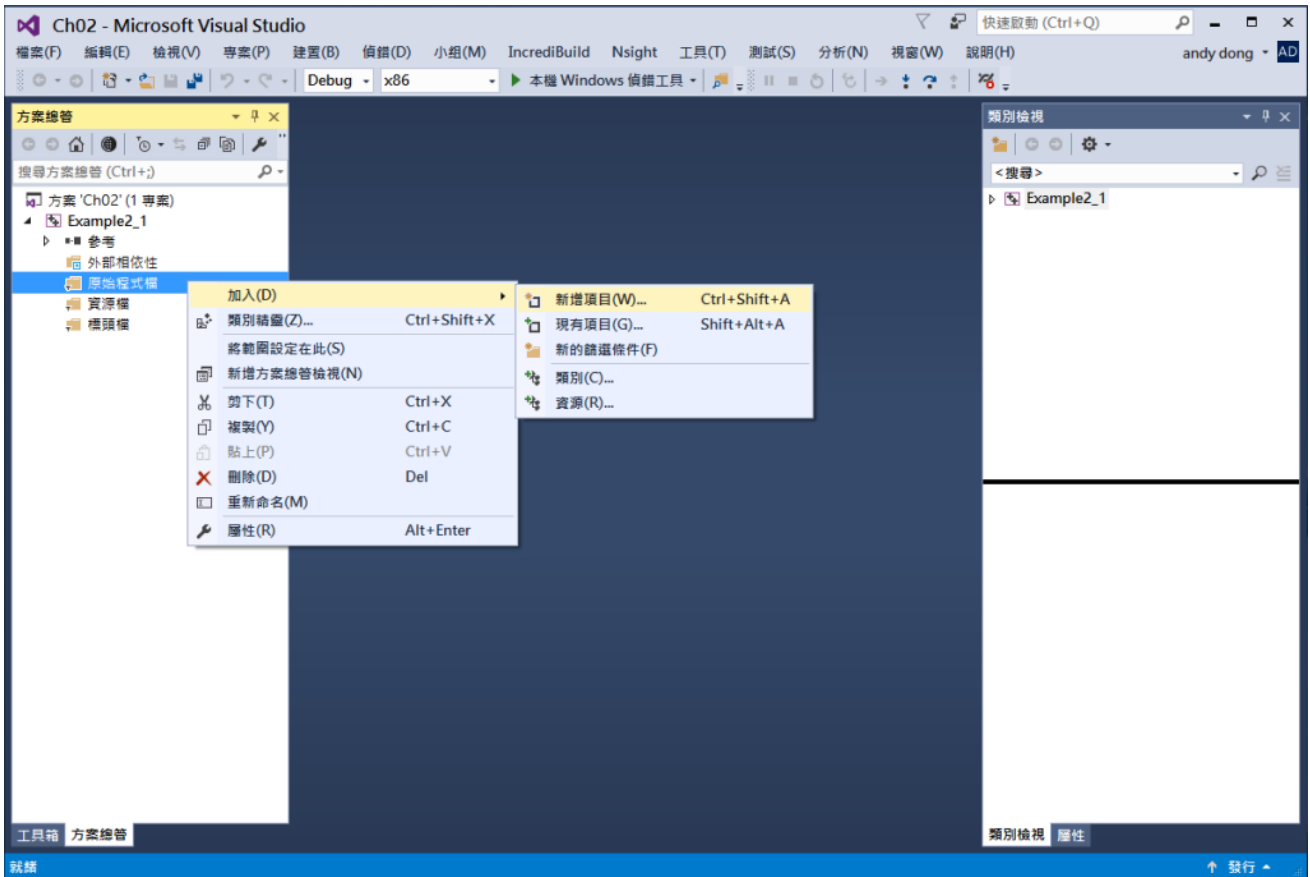 Ch02 - Microsoft Visual Studio
快速啟動 (Ctrl+Q)
檔案(F) 編輯(E) 檢視(V) 專案(P) 建置(B) 偵錯(D) 小組(M) IncrediBuild Nsight 工具(T) 測試(S) 分析(N) 視窗(W) 說明(H)
andy dong AD
Debug x86 本機 Windows 偵錯工具
方案總管
搜尋方案總管 (Ctrl+;)
方案 'Ch02' (1 專案)
Example2_1
參考
外部相依性
原始程式檔
資源檔
標頭檔
加入(D)
類別精靈(Z)... Ctrl+Shift+X
將範圍設定在此(S)
新增方案總管檢視(N)
剪下(T) Ctrl+X
複製(Y) Ctrl+C
貼上(P) Ctrl+V
刪除(D) Del
重新命名(M)
屬性(R) Alt+Enter
新增項目(W)... Ctrl+Shift+A
現有項目(G)... Shift+Alt+A
新的篩選條件(F)
類別(C)...
資源(R)...
類別檢視
<搜尋>
Example2_1
工具箱 方案總管
類別檢視 屬性
就緒
發行